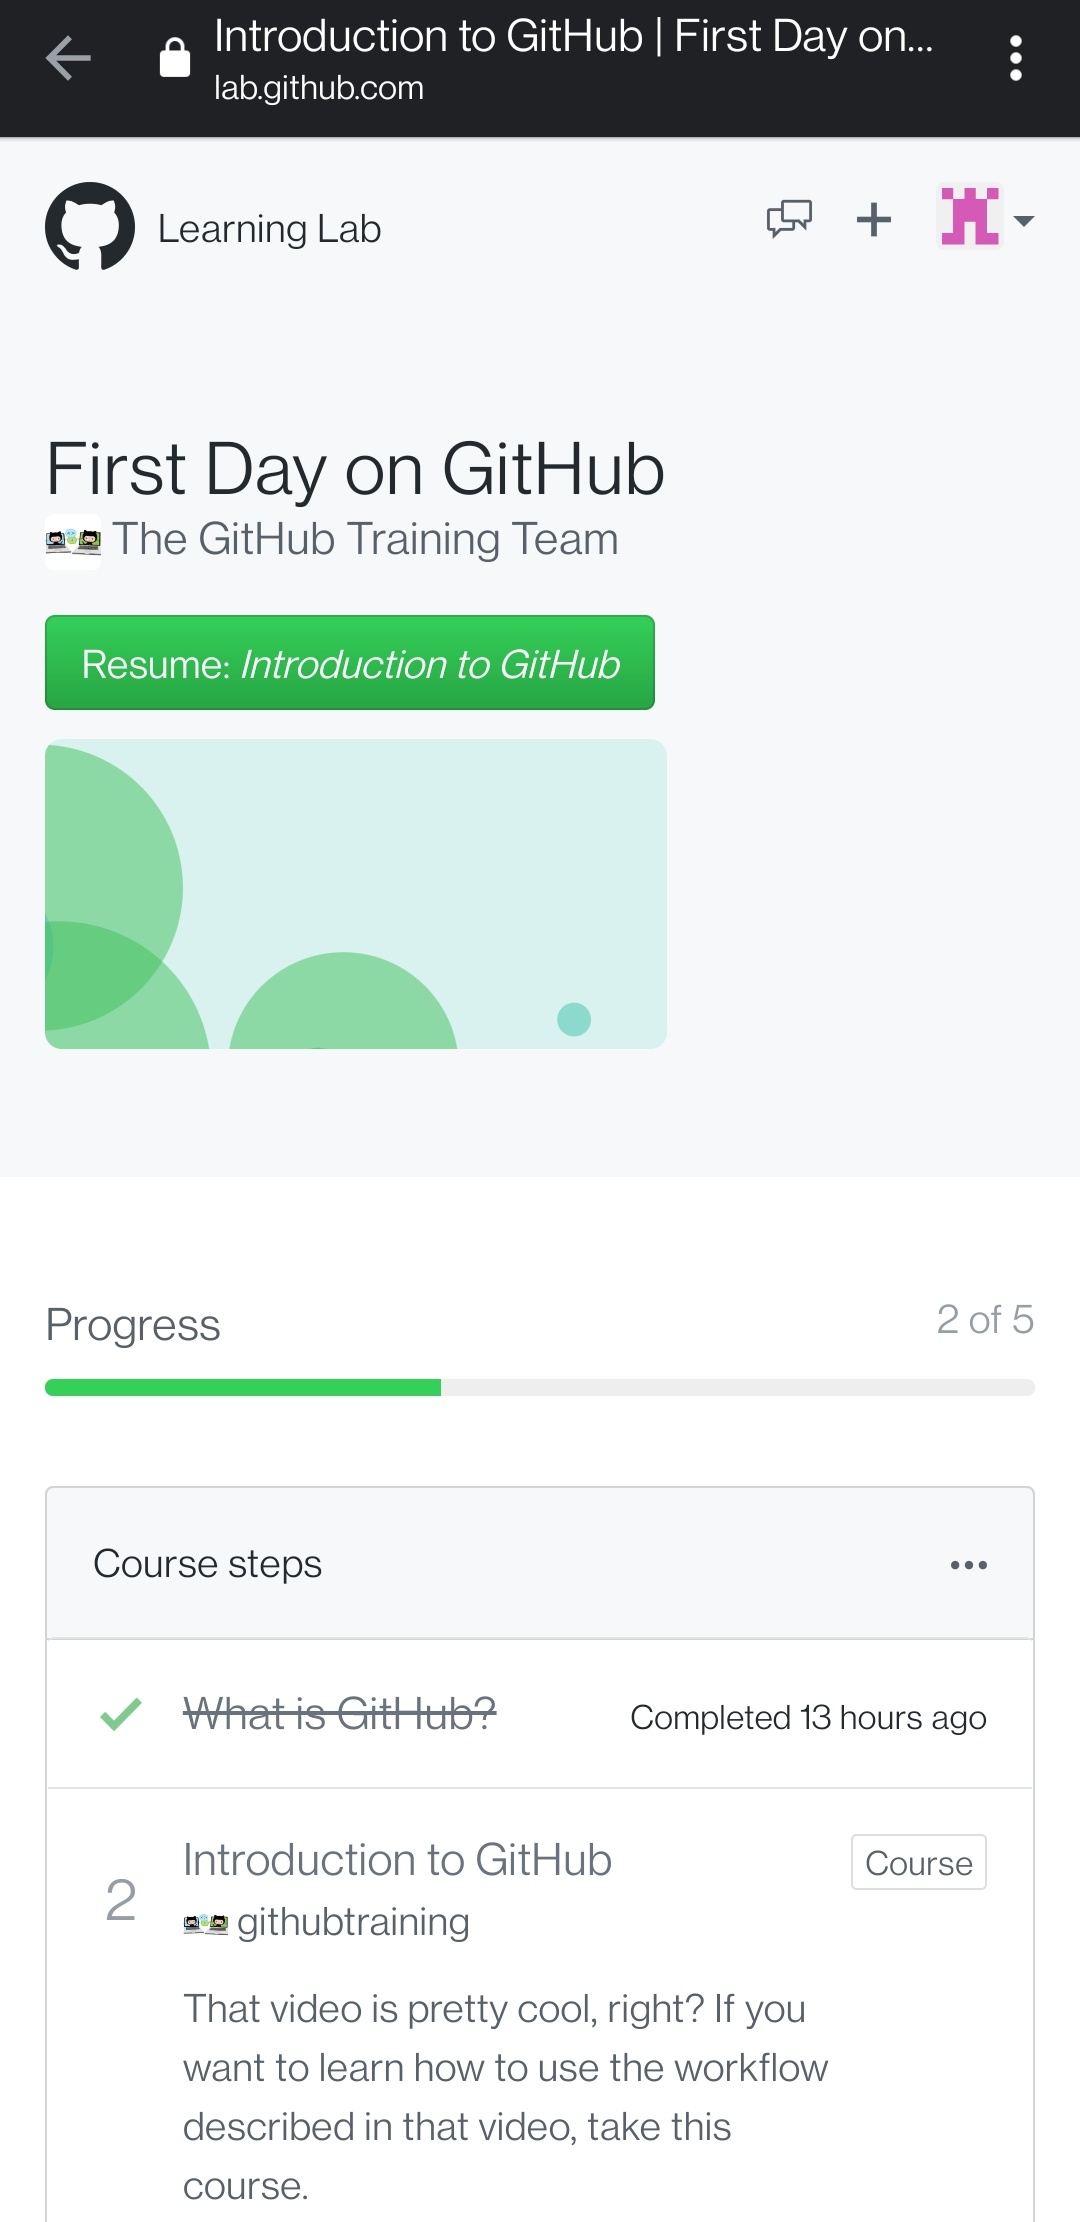 Introduction to GitHub | First Day on...
lab.github.com
Learning Lab
First Day on GitHub
The GitHub Training Team
Resume: Introduction to GitHub
Progress
2 of 5
Course steps
What is GitHub?
Completed 13 hours ago
2
Introduction to GitHub
Course
githubtraining
That video is pretty cool, right? If you
want to learn how to use the workflow
described in that video, take this
course.